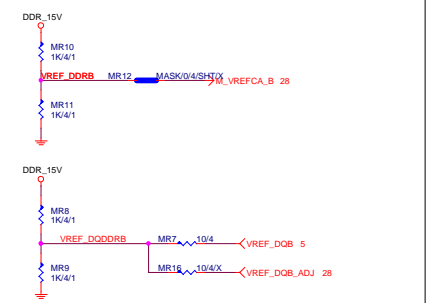 DDR_15V
MR10
1K/4/1
VREF_DDRB MR12 MASK/0/4/SHT/X M_VREFCA_B 28
MR11
1K/4/1
DDR_15V
MR8
1K/4/1
VREF_DQDDRB MR7 10/4 VREF_DQB 5
MR9 MR16 10/4/X VREF_DQB_ADJ 28
1K/4/1